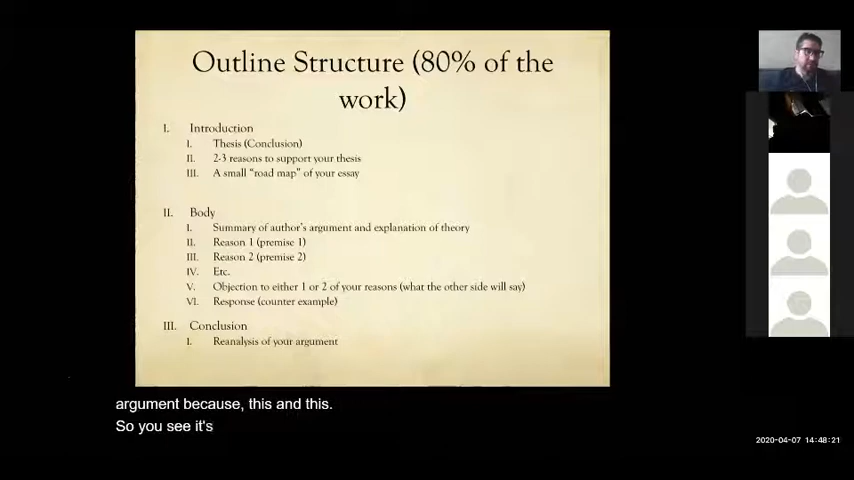 Outline Structure (80% of the
work)
I. Introduction
I. Thesis (Conclusion)
II. 2-3 reasons to support your thesis
III. A small "road map" of your essay
II. Body
I. Summary of author's argument and explanation of theory
II. Reason 1 (premise 1)
III. Reason 2 (premise 2)
IV. Etc.
V. Objection to either 1 or 2 of your reasons (what the other side will say)
VI. Response (counter example)
III. Conclusion
I. Reanalysis of your argument
argument because, this and this.
So you see it's
2020-04-07 14:48:21